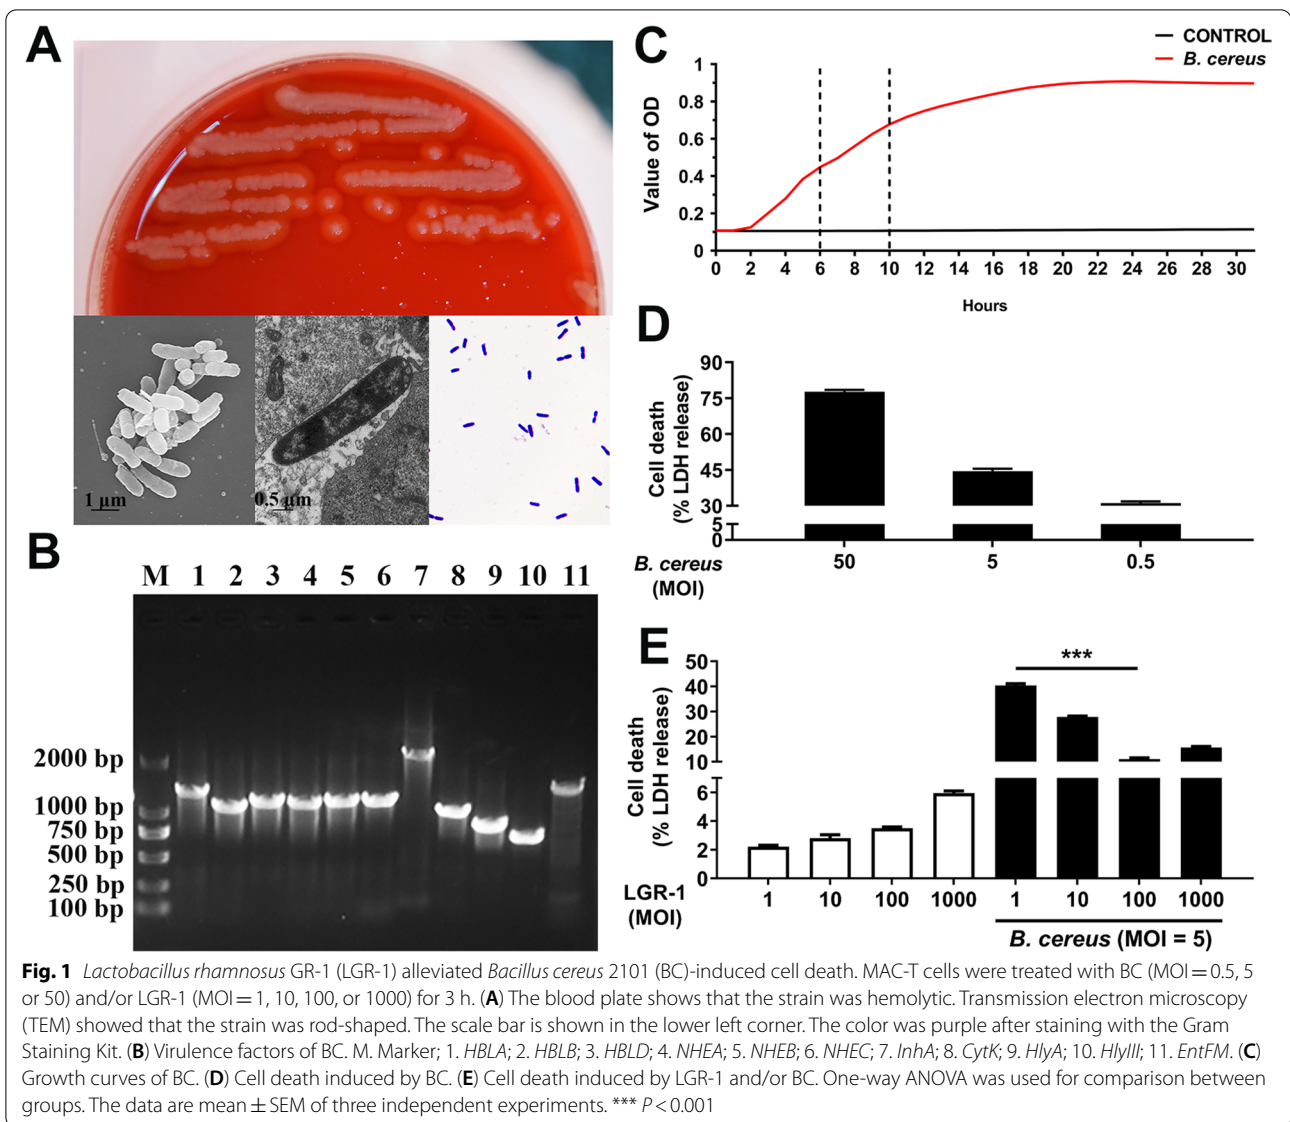 A
1 μm
0.5 μm
B
M 1 2 3 4 5 6 7 8 9 10 11
2000 bp
1000 bp
750 bp
500 bp
250 bp
100 bp
C
CONTROL
B. cereus
Value of OD
1
0.8
0.6
0.4
0.2
0
0 2 4 6 8 10 12 14 16 18 20 22 24 26 28 30
Hours
D
Cell death
(% LDH release)
90
75
60
45
30
5
0
B. cereus
(MOI)
50 5 0.5
E
Cell death
(% LDH release)
50
40
30
20
10
6
4
2
0
***
LGR-1
(MOI)
1 10 100 1000 1 10 100 1000
B. cereus (MOI = 5)
Fig. 1 Lactobacillus rhamnosus GR-1 (LGR-1) alleviated Bacillus cereus 2101 (BC)-induced cell death. MAC-T cells were treated with BC (MOI = 0.5, 5
or 50) and/or LGR-1 (MOI = 1, 10, 100, or 1000) for 3 h. (A) The blood plate shows that the strain was hemolytic. Transmission electron microscopy
(TEM) showed that the strain was rod-shaped. The scale bar is shown in the lower left corner. The color was purple after staining with the Gram
Staining Kit. (B) Virulence factors of BC. M. Marker; 1. HBLA; 2. HBLB; 3. HBLD; 4. NHEA; 5. NHEB; 6. NHEC; 7. InhA; 8. CytK; 9. HlyA; 10. HlyIII; 11. EntFM. (C)
Growth curves of BC. (D) Cell death induced by BC. (E) Cell death induced by LGR-1 and/or BC. One-way ANOVA was used for comparison between
groups. The data are mean ± SEM of three independent experiments. *** P < 0.001